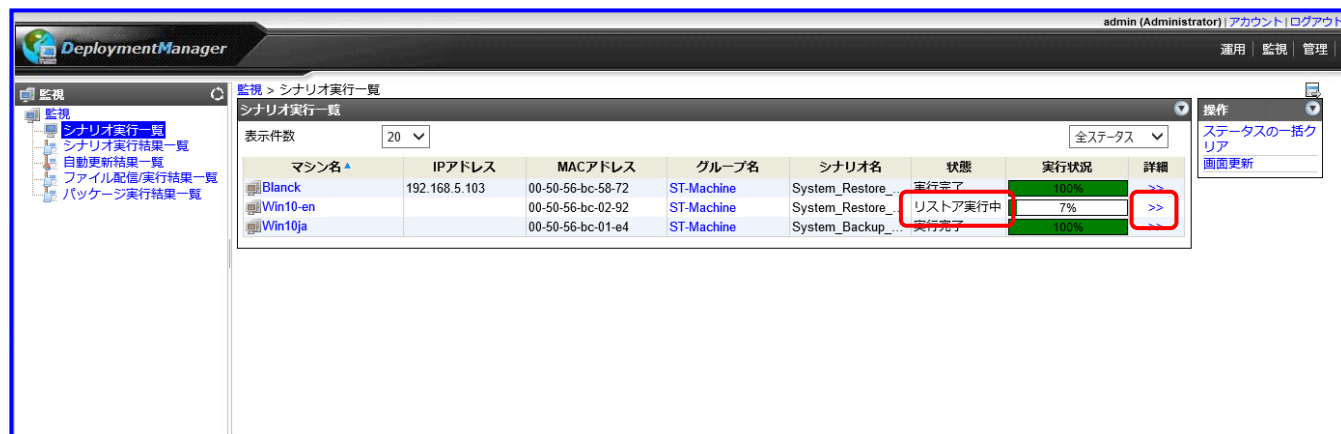 admin (Administrator) | アカウント | ログアウト
DeploymentManager
運用 | 監視 | 管理
監視
監視
シナリオ実行一覧
シナリオ実行結果一覧
自動更新結果一覧
ファイル配信/実行結果一覧
パッケージ実行結果一覧
監視 > シナリオ実行一覧
シナリオ実行一覧
表示件数 20 全ステータス
マシン名 IPアドレス MACアドレス グループ名 シナリオ名 状態 実行状況 詳細
Blanck 192.168.5.103 00-50-56-bc-58-72 ST-Machine System_Restore_... 実行完了 100% >>
Win10-en 00-50-56-bc-02-92 ST-Machine System_Restore_... リストア実行中 7% >>
Win10ja 00-50-56-bc-01-e4 ST-Machine System_Backup_... 実行完了 100% >>
操作
ステータスの一括ク
リア
画面更新